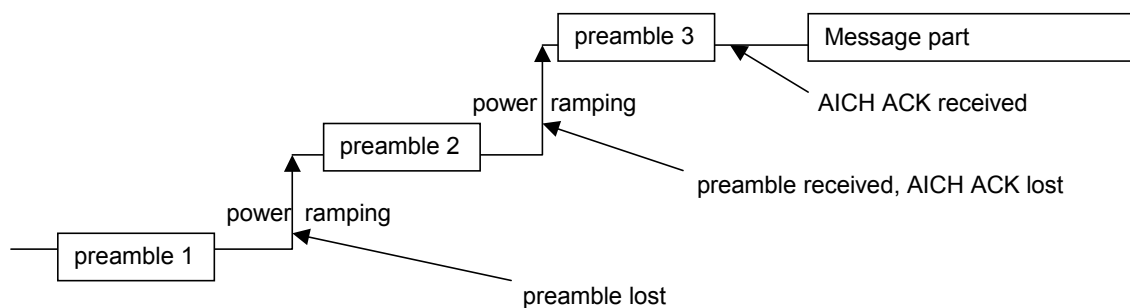 preamble 3
Message part
power ramping
AICH ACK received
preamble 2
preamble received, AICH ACK lost
power ramping
preamble 1
preamble lost